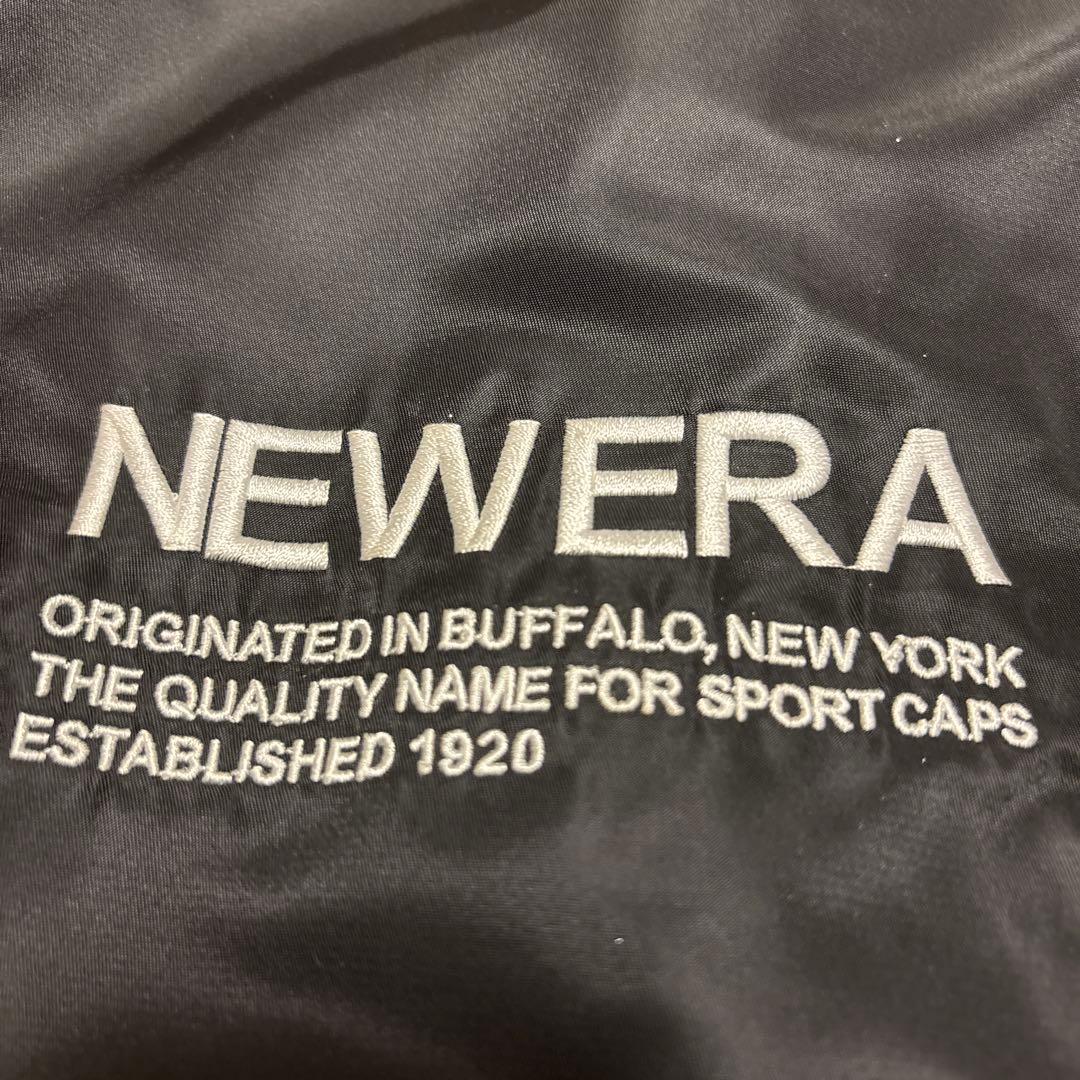 NEW ERA
ORIGINATED IN BUFFALO, NEW YORK
THE QUALITY NAME FOR SPORT CAPS
ESTABLISHED 1920